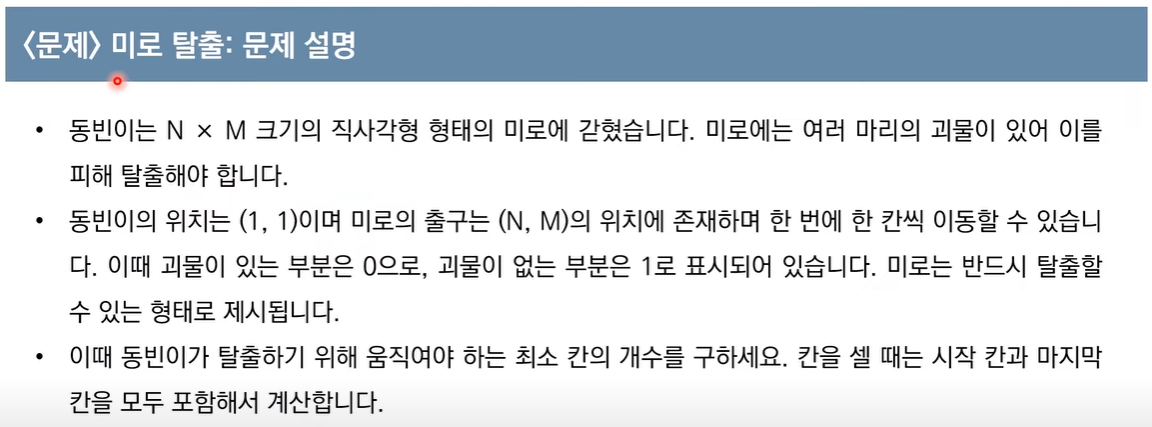 〈문제〉 미로 탈출: 문제 설명
• 동빈이는 N × M 크기의 직사각형 형태의 미로에 갇혔습니다. 미로에는 여러 마리의 괴물이 있어 이를
피해 탈출해야 합니다.
• 동빈이의 위치는 (1, 1)이며 미로의 출구는 (N, M)의 위치에 존재하며 한 번에 한 칸씩 이동할 수 있습니
다. 이때 괴물이 있는 부분은 0으로, 괴물이 없는 부분은 1로 표시되어 있습니다. 미로는 반드시 탈출할
수 있는 형태로 제시됩니다.
• 이때 동빈이가 탈출하기 위해 움직여야 하는 최소 칸의 개수를 구하세요. 칸을 셀 때는 시작 칸과 마지막
칸을 모두 포함해서 계산합니다.